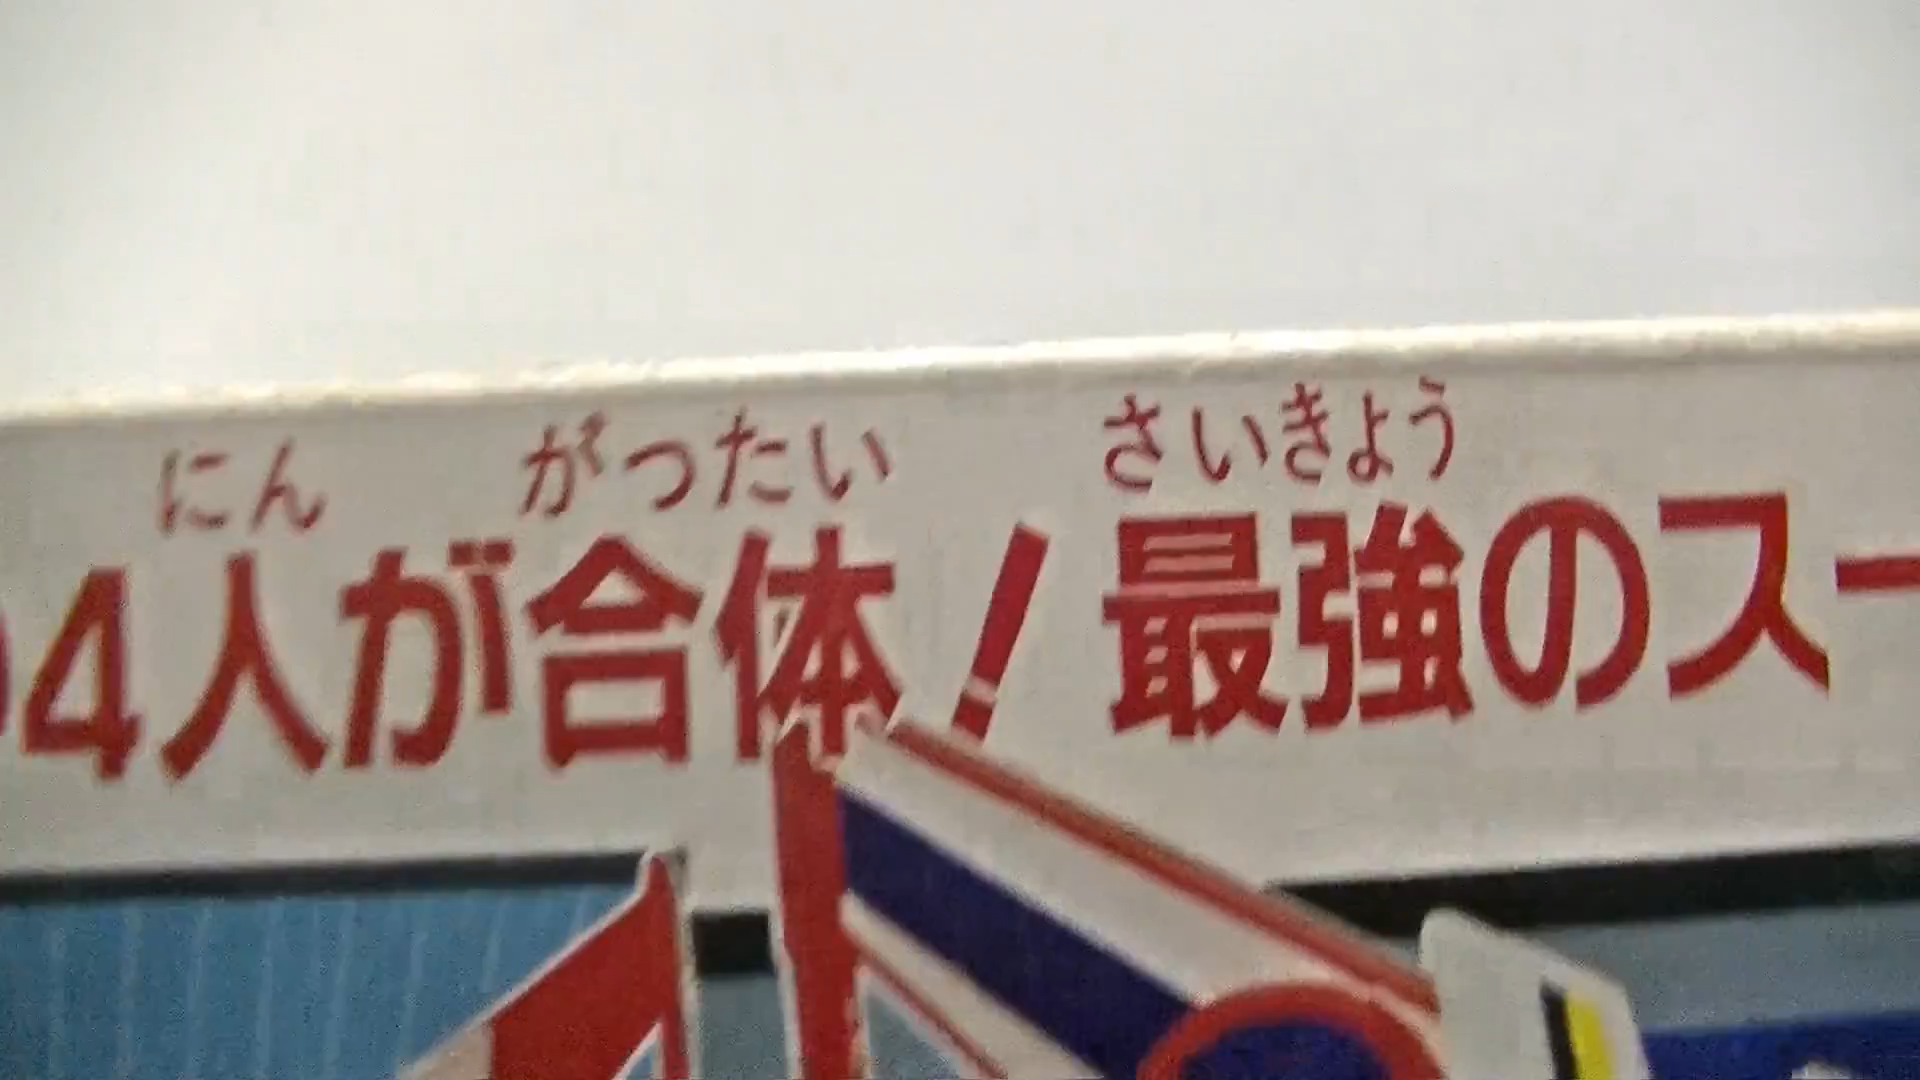 にん がったい さいきょう
4人が合体!最強のスー